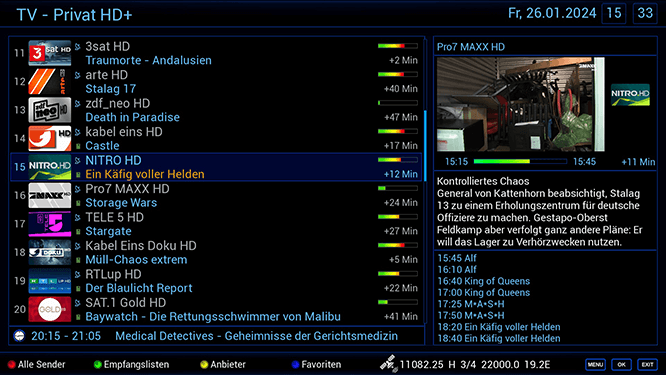 TV - Privat HD+
Fr, 26.01.2024 15 33
11 3sat HD
Traumorte - Andalusien +2 Min
12 arte HD
Stalag 17 +40 Min
13 zdf_neo HD
Death in Paradise +47 Min
14 kabel eins HD
Castle +17 Min
15 NITRO HD
Ein Käfig voller Helden +12 Min
16 Pro7 MAXX HD
Storage Wars +24 Min
17 TELE 5 HD
Stargate +27 Min
18 Kabel Eins Doku HD
Müll-Chaos extrem +5 Min
19 RTLup HD
Der Blaulicht Report +22 Min
20 SAT.1 Gold HD
Baywatch - Die Rettungsschwimmer von Malibu +41 Min
20:15 - 21:05 Medical Detectives - Geheimnisse der Gerichtsmedizin
Pro7 MAXX HD
NITRO HD
15:15 15:45 +11 Min
Kontrolliertes Chaos
General von Kattenhorn beabsichtigt, Stalag
13 zu einem Erholungszentrum für deutsche
Offiziere zu machen. Gestapo-Oberst
Feldkamp aber verfolgt ganz andere Pläne: Er
will das Lager zu Verhörzwecken nutzen.
15:45 Alf
16:10 Alf
16:40 King of Queens
17:00 King of Queens
17:25 M*A*S*H
17:50 M*A*S*H
18:20 Ein Käfig voller Helden
18:40 Ein Käfig voller Helden
Alle Sender Empfangslisten Anbieter Favoriten 11082.25 H 3/4 22000.0 19.2E MENU OK EXIT